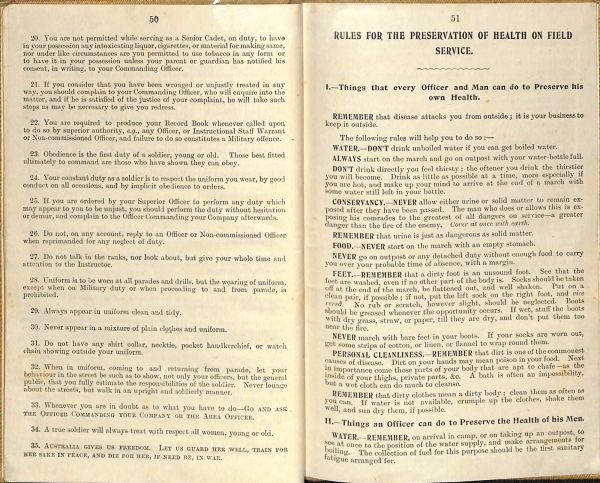 50
20. You are not permitted while serving as a Senior Cadet, on duty, to have
in your possession any intoxicating liquor, cigarettes, or material for making same,
nor under like circumstances are you permitted to use tobacco in any form or
to have it in your possession unless your parent or guardian has notified his
consent, in writing, to your Commanding Officer.
21. If you consider that you have been wronged or unjustly treated in any
way, you should complain to your Commanding Officer, who will enquire into the
matter, and if he is satisfied of the justice of your complaint, he will take such
steps as may be necessary to give you redress.
22. You are required to produce your Record Book whenever called upon
to do so by superior authority, e.g., any Officer, or Instructional Staff Warrant
or Non-commissioned Officer, and failure to do so constitutes a Military offence.
23. Obedience is the first duty of a soldier, young or old. Those best fitted
ultimately to command are those who have shown they can obey.
24. Your constant duty as a soldier is to respect the uniform you wear, by good
conduct on all occasions, and by implicit obedience to orders.
25. If you are ordered by your Superior Officer to perform any duty which
may appear to you to be unjust, you should perform the duty without hesitation
or demur, and complain to the Officer Commanding your Company afterwards.
26. Do not, on any account, reply to an Officer or Non-commissioned Officer
when reprimanded for any neglect of duty.
27. Do not talk in the ranks, nor look about, but give your whole time and
attention to the Instructor.
28. Uniform is to be worn at all parades and drills, but the wearing of uniform,
except when on Military duty or when proceeding to and from parade, is
prohibited.
29. Always appear in uniform clean and tidy.
30. Never appear in a mixture of plain clothes and uniform.
31. Do not have any shirt collar, necktie, pocket handkerchief, or watch
chain showing outside your uniform.
32. When in uniform, coming to and returning from parade, let your
behaviour in the street be such as to show, not only your officers, but the general
public, that you fully estimate the responsibilities of the soldier. Never lounge
about the streets, but walk in an upright and soldierly manner.
33. Whenever you are in doubt as to what you have to do—GO AND ASK
THE OFFICER COMMANDING YOUR COMPANY OR THE AREA OFFICER.
34. A true soldier will always treat with respect all women, young or old.
35. AUSTRALIA GIVES US FREEDOM. LET US GUARD HER WELL, TRAIN FOR
HER SAKE IN PEACE, AND DIE FOR HER, IF NEED BE, IN WAR.
51
RULES FOR THE PRESERVATION OF HEALTH ON FIELD
SERVICE.
I.—Things that every Officer and Man can do to Preserve his
own Health.
REMEMBER that disease attacks you from outside; it is your business to
keep it outside.
The following rules will help you to do so:—
WATER.—DON'T drink unboiled water if you can get boiled water.
ALWAYS start on the march and go on outpost with your water-bottle full.
DON'T drink directly you feel thirsty; the oftener you drink the thirstier
you will become. Drink as little as possible at a time, more especially if
you are hot, and make up your mind to arrive at the end of a march with
some water still left in your bottle.
CONSERVANCY.—NEVER allow either urine or solid matter to remain ex-
posed after they have been passed. The man who does or allows this is ex-
posing his comrades to the greatest of all dangers on service—a greater
danger than the fire of the enemy. Cover at once with earth.
REMEMBER that urine is just as dangerous as solid matter.
FOOD.—NEVER start on the march with an empty stomach.
NEVER go on outpost or any detached duty without enough food to carry
you over your probable time of absence, with a margin.
FEET.—REMEMBER that a dirty foot is an unsound foot. See that the
feet are washed, even if no other part of the body is. Socks should be taken
off at the end of the march, be flattened out, and well shaken. Put on a
clean pair, if possible; if not, put the left sock on the right foot, and vice
versâ. No rub or scratch, however slight, should be neglected. Boots
should be greased whenever the opportunity occurs. If wet, stuff the boots
with dry grass, straw, or paper, till they are dry, and don't put them too
near the fire.
NEVER march with bare feet in your boots. If your socks are worn out,
get some strips of cotton, or linen, or flannel to wrap round them.
PERSONAL CLEANLINESS.—REMEMBER that dirt is one of the commonest
causes of disease. Dirt on your hands may mean poison in your food. Next
in importance come those parts of your body that are apt to chafe—as the
inside of your thighs, private parts, &c. A bath is often an impossibility,
but a wet cloth can do much to cleanse.
REMEMBER that dirty clothes mean a dirty body; clean them as often as
you can. If water is not available, crumple up the clothes, shake them
well, and sun dry them, if possible.
II.—Things an Officer can do to Preserve the Health of his Men.
WATER.—REMEMBER, on arrival in camp, or on taking up an outpost, to
see at once to the position of the water supply, and make arrangements for
boiling. The collection of fuel for this purpose should be the first sanitary
fatigue arranged for.